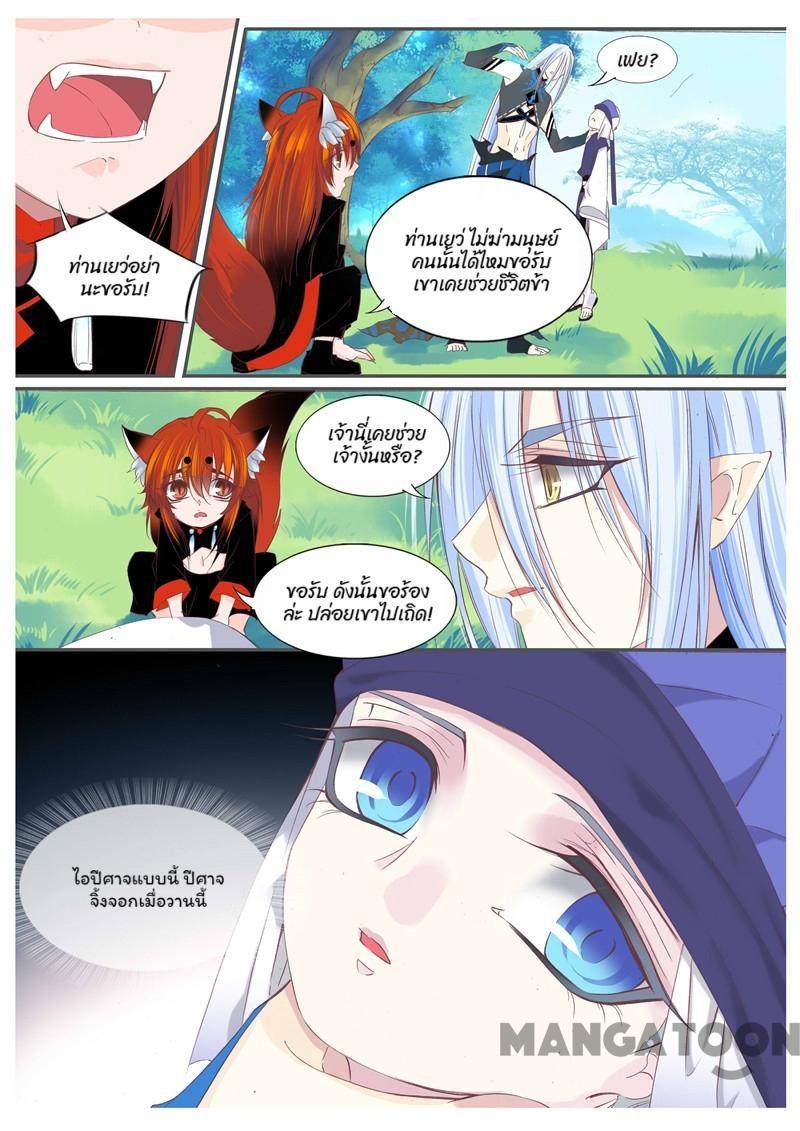 ท่านเยว่อย่า
นะขอรับ!
เฟย?
ท่านเยว่ ไม่ฆ่ามนุษย์
คนนั้นได้ไหมขอรับ
เขาเคยช่วยชีวิตข้า
เจ้านี่เคยช่วย
เจ้างั้นหรือ?
ขอรับ ดังนั้นขอร้อง
ล่ะ ปล่อยเขาไปเถิด!
ไอปีศาจแบบนี้ ปีศาจ
จิ้งจอกเมื่อวานนี้
MANGATOON